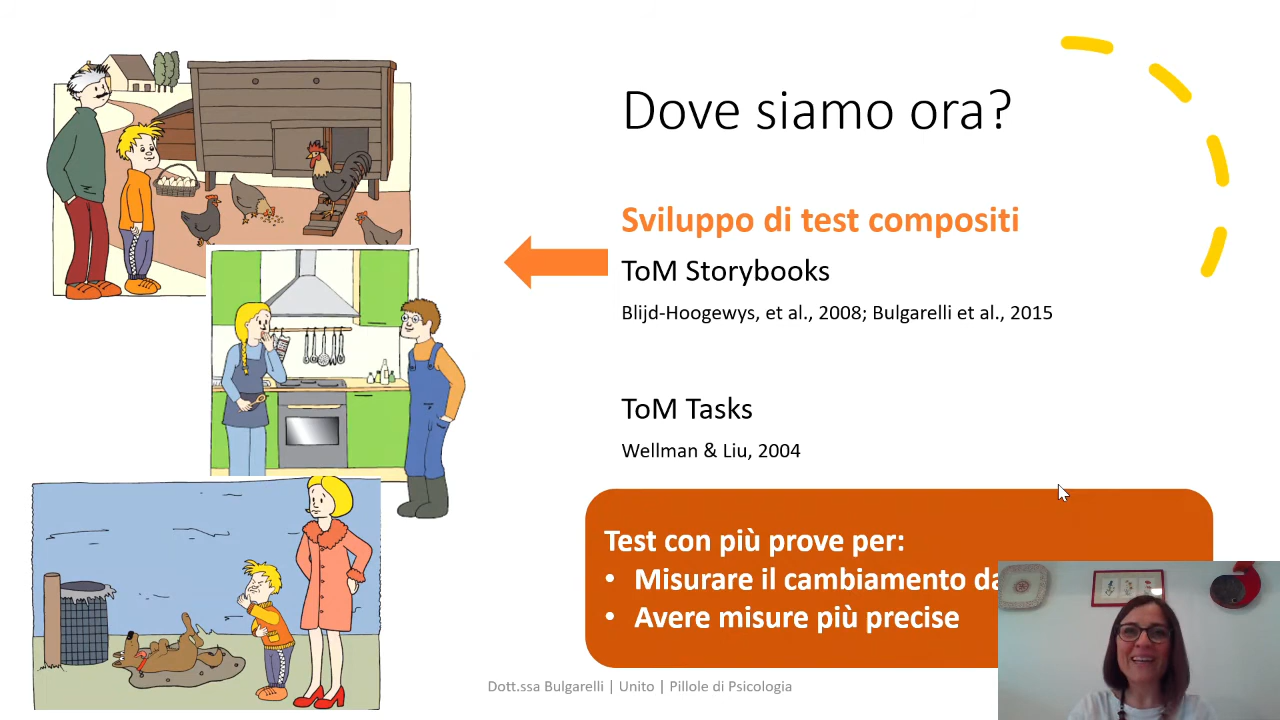 Dove siamo ora?
Sviluppo di test compositi
ToM Storybooks
Blijd-Hoogewys, et al., 2008; Bulgarelli et al., 2015
ToM Tasks
Wellman & Liu, 2004
Test con più prove per:
• Misurare il cambiamento
• Avere misure più precise
Dott.ssa Bulgarelli | Unito | Pillole di Psicologia